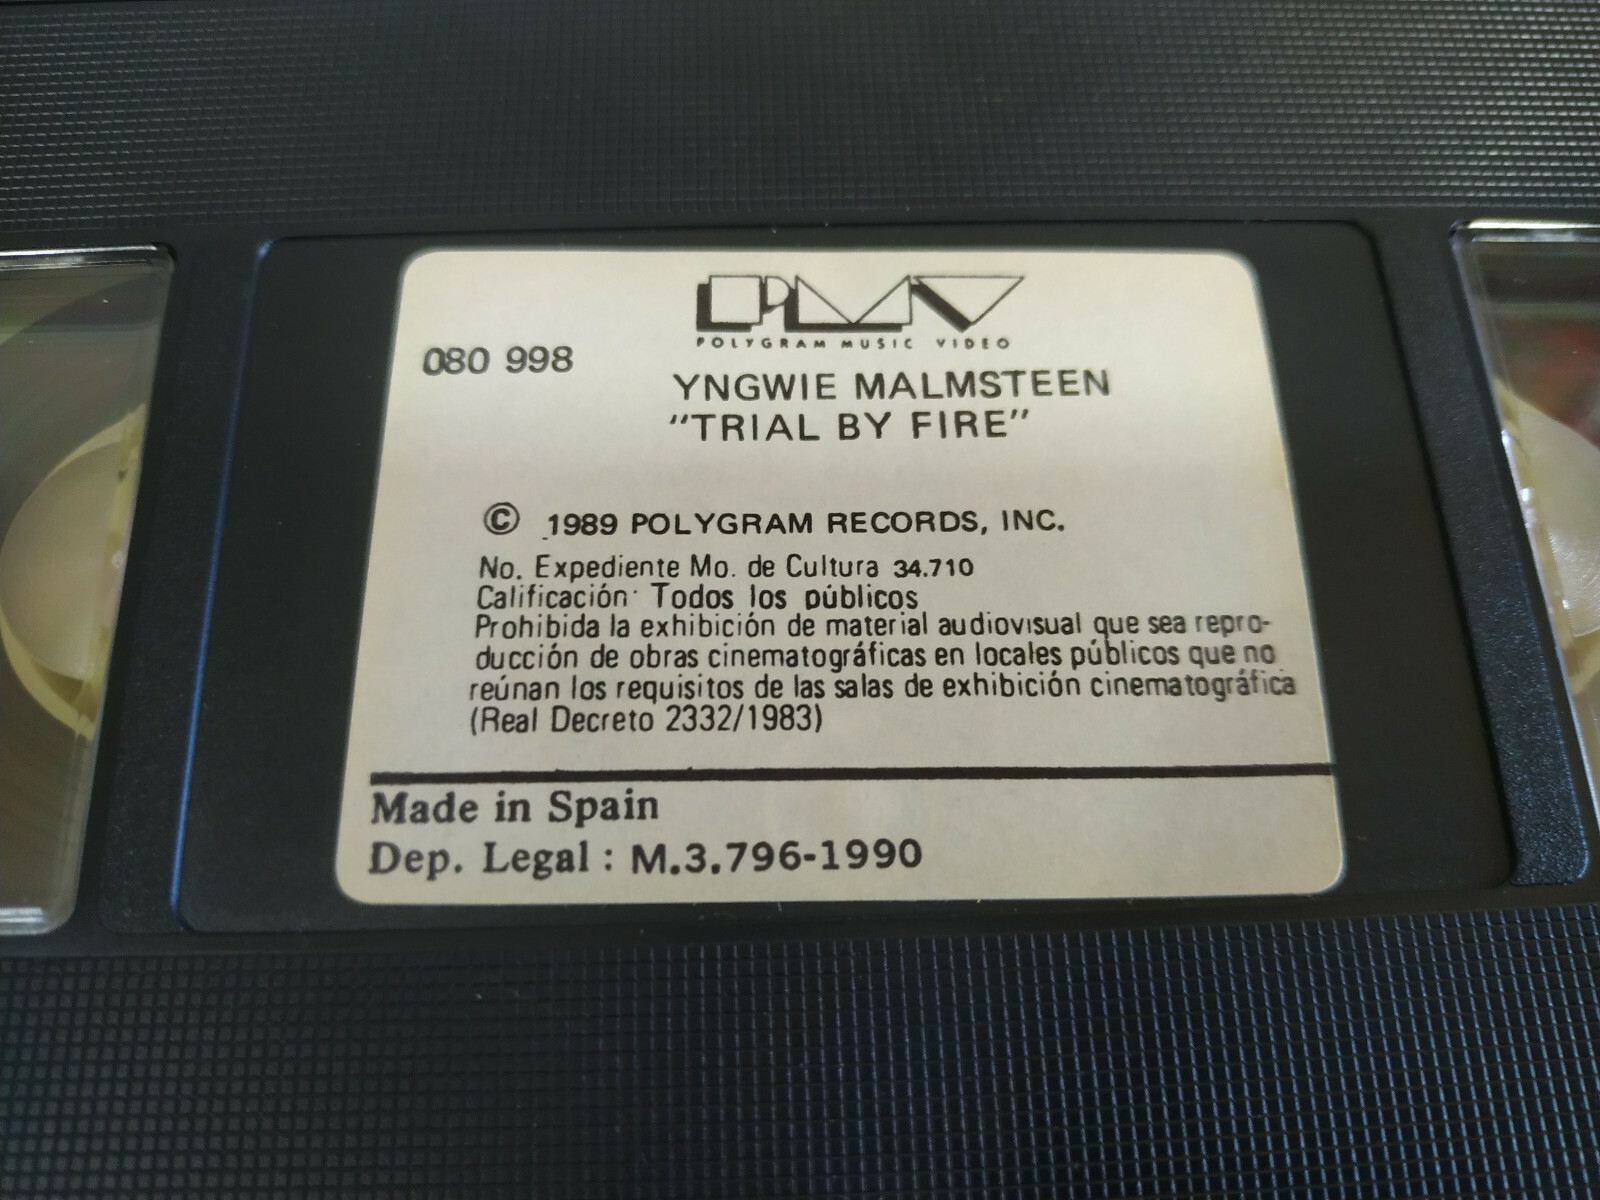 PMV
POLYGRAM MUSIC VIDEO
080 998
YNGWIE MALMSTEEN
"TRIAL BY FIRE"
© 1989 POLYGRAM RECORDS, INC.
No. Expediente Mo. de Cultura 34.710
Calificación· Todos los públicos
Prohibida la exhibición de material audiovisual que sea repro-
ducción de obras cinematográficas en locales públicos que no
reúnan los requisitos de las salas de exhibición cinematográfica
(Real Decreto 2332/1983)
Made in Spain
Dep. Legal : M.3.796-1990